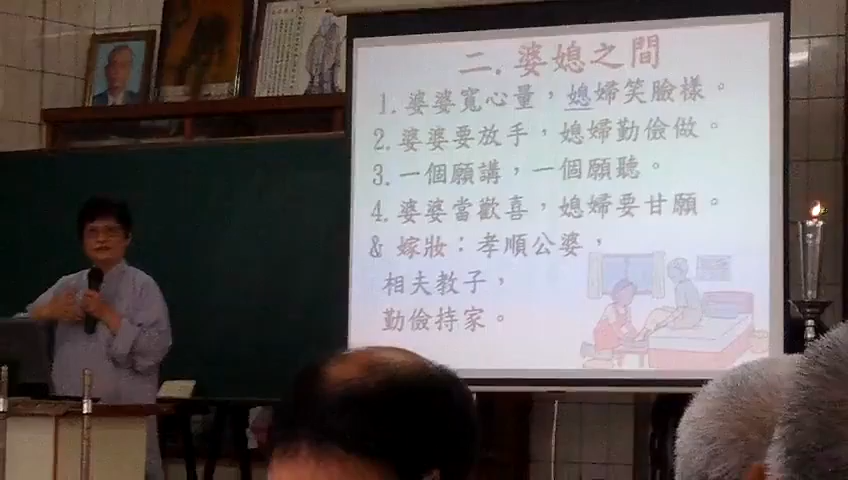 二. 婆媳之間
1. 婆婆寬心量，媳婦笑臉樣。
2. 婆婆要放手，媳婦勤儉做。
3. 一個願講，一個願聽。
4. 婆婆當歡喜，媳婦要甘願。
& 嫁妝：孝順公婆，
相夫教子，
勤儉持家。